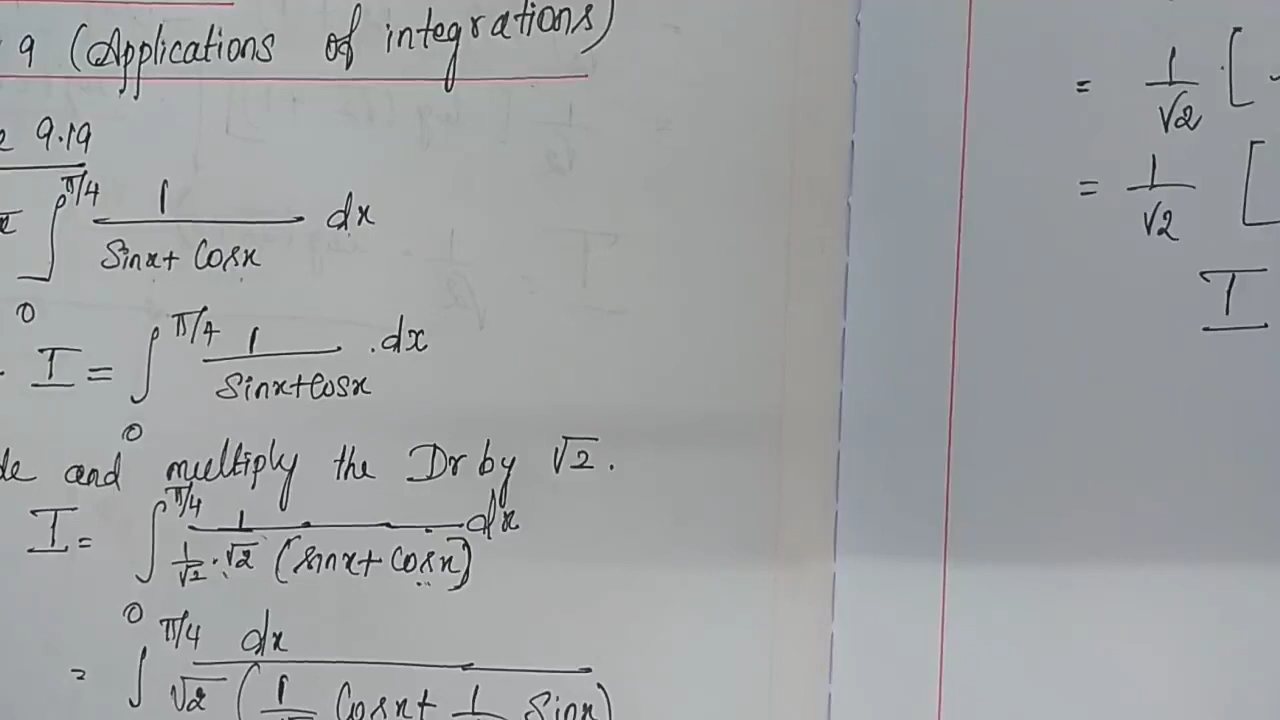 9 (Applications of integrations)
9.19
∫ π/4 1
Sinx + Cosx dx
0
I = ∫ π/4 1 . dx
Sinx+Cosx
0
and multiply the Dr by √2.
I = ∫ π/4 1 dx
1/√2 · √2 (Sinx + Cosx)
0
= ∫ π/4 dx
√2 ( 1 Cosx + 1 Sinx)
= 1/√2 [
= 1/√2 [
I